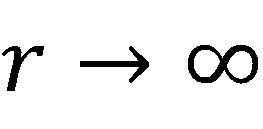 r → ∞